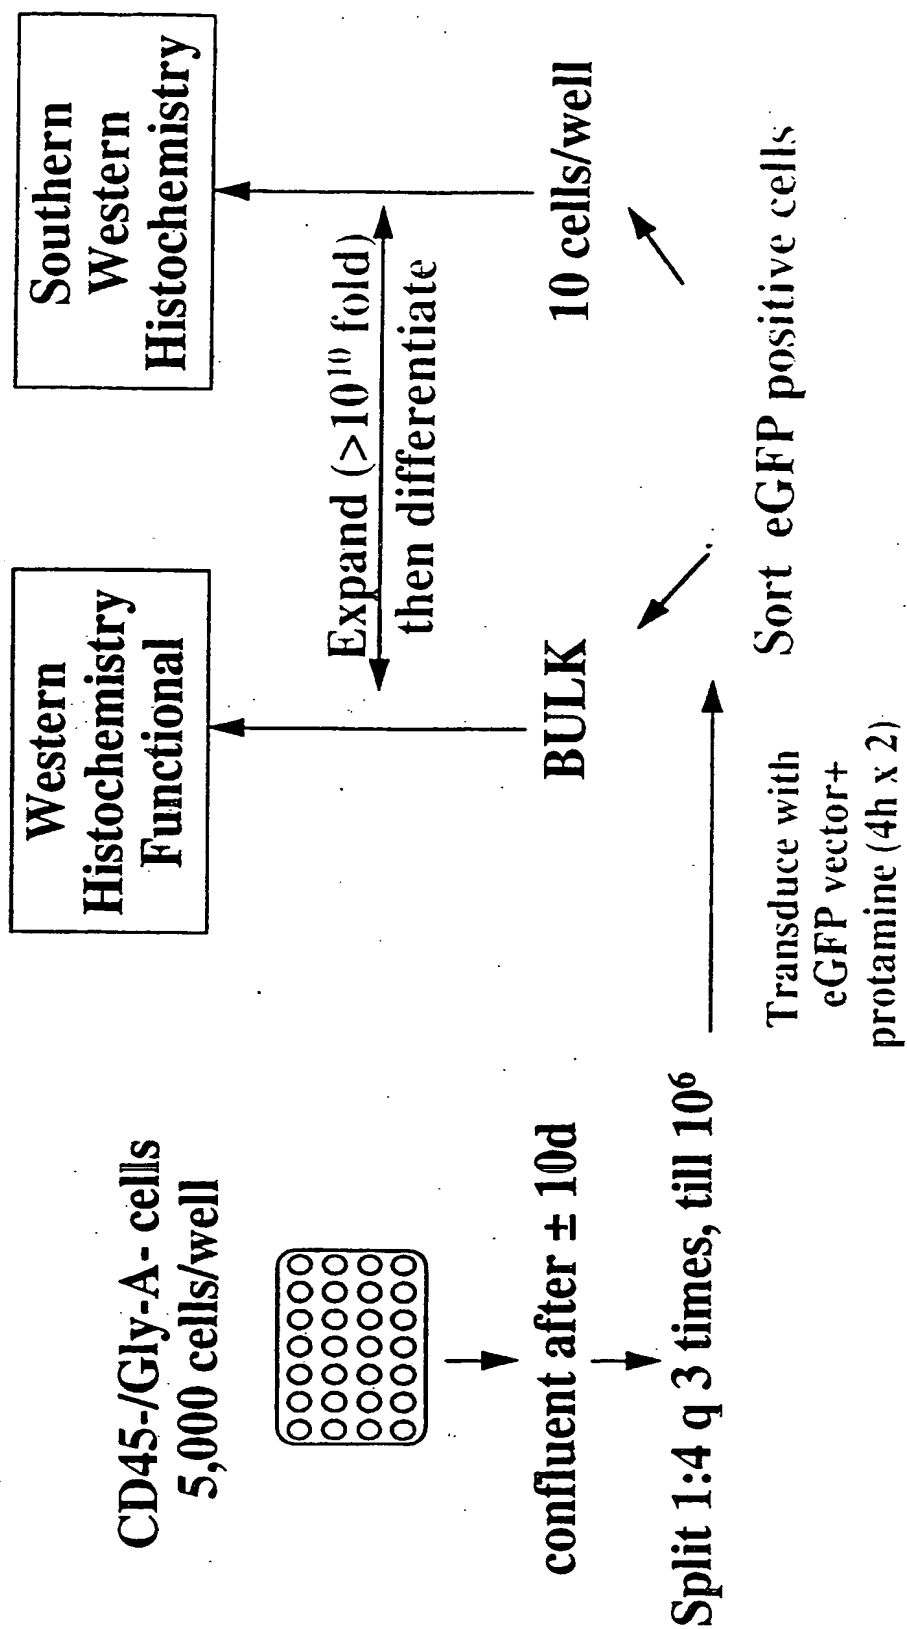 CD45-/Gly-A- cells
5,000 cells/well
confluent after ± 10d
Split 1:4 q 3 times, till 10⁶
Transduce with
eGFP vector+
protamine (4h x 2)
Sort eGFP positive cells
BULK
10 cells/well
Expand (>10¹⁰ fold)
then differentiate
Western
Histochemistry
Functional
Southern
Western
Histochemistry